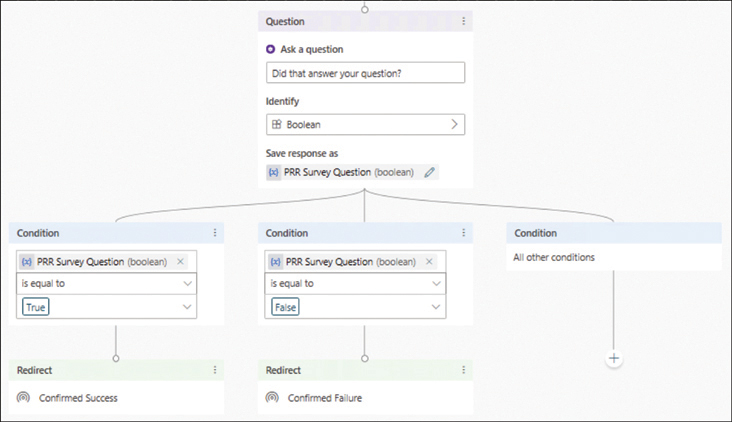 Question
Ask a question
Did that answer your question?
Identify
Boolean
Save response as
{x} PRR Survey Question (boolean)
Condition
{x} PRR Survey Question (boolean)
is equal to
True
Redirect
Confirmed Success
Condition
{x} PRR Survey Question (boolean)
is equal to
False
Redirect
Confirmed Failure
Condition
All other conditions